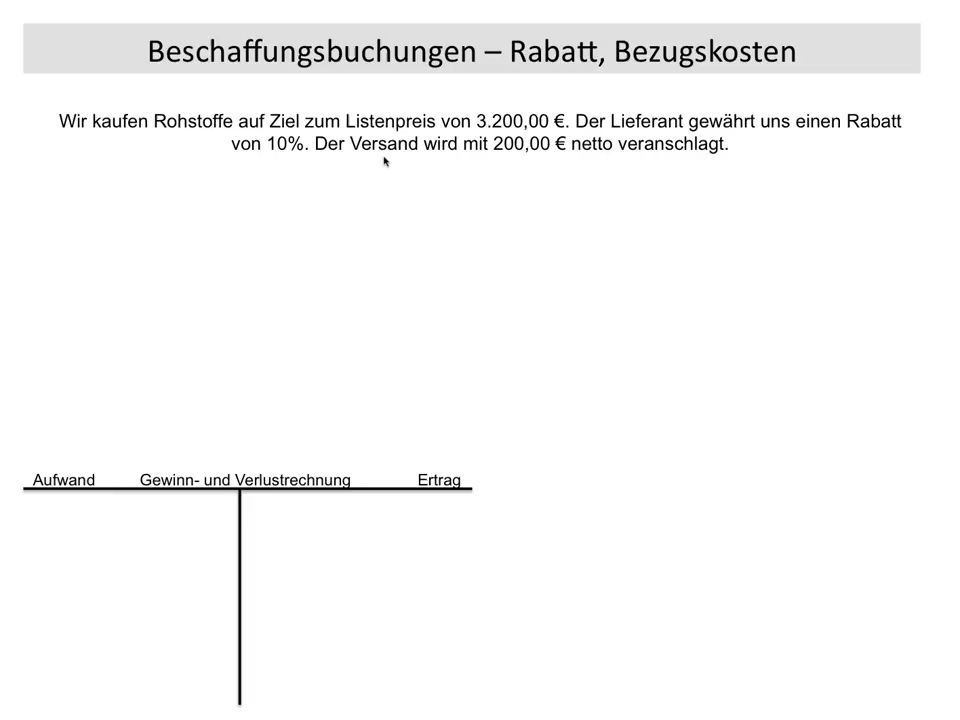 Beschaffungsbuchungen – Rabatt, Bezugskosten
Wir kaufen Rohstoffe auf Ziel zum Listenpreis von 3.200,00 €. Der Lieferant gewährt uns einen Rabatt
von 10%. Der Versand wird mit 200,00 € netto veranschlagt.
Aufwand Gewinn- und Verlustrechnung Ertrag